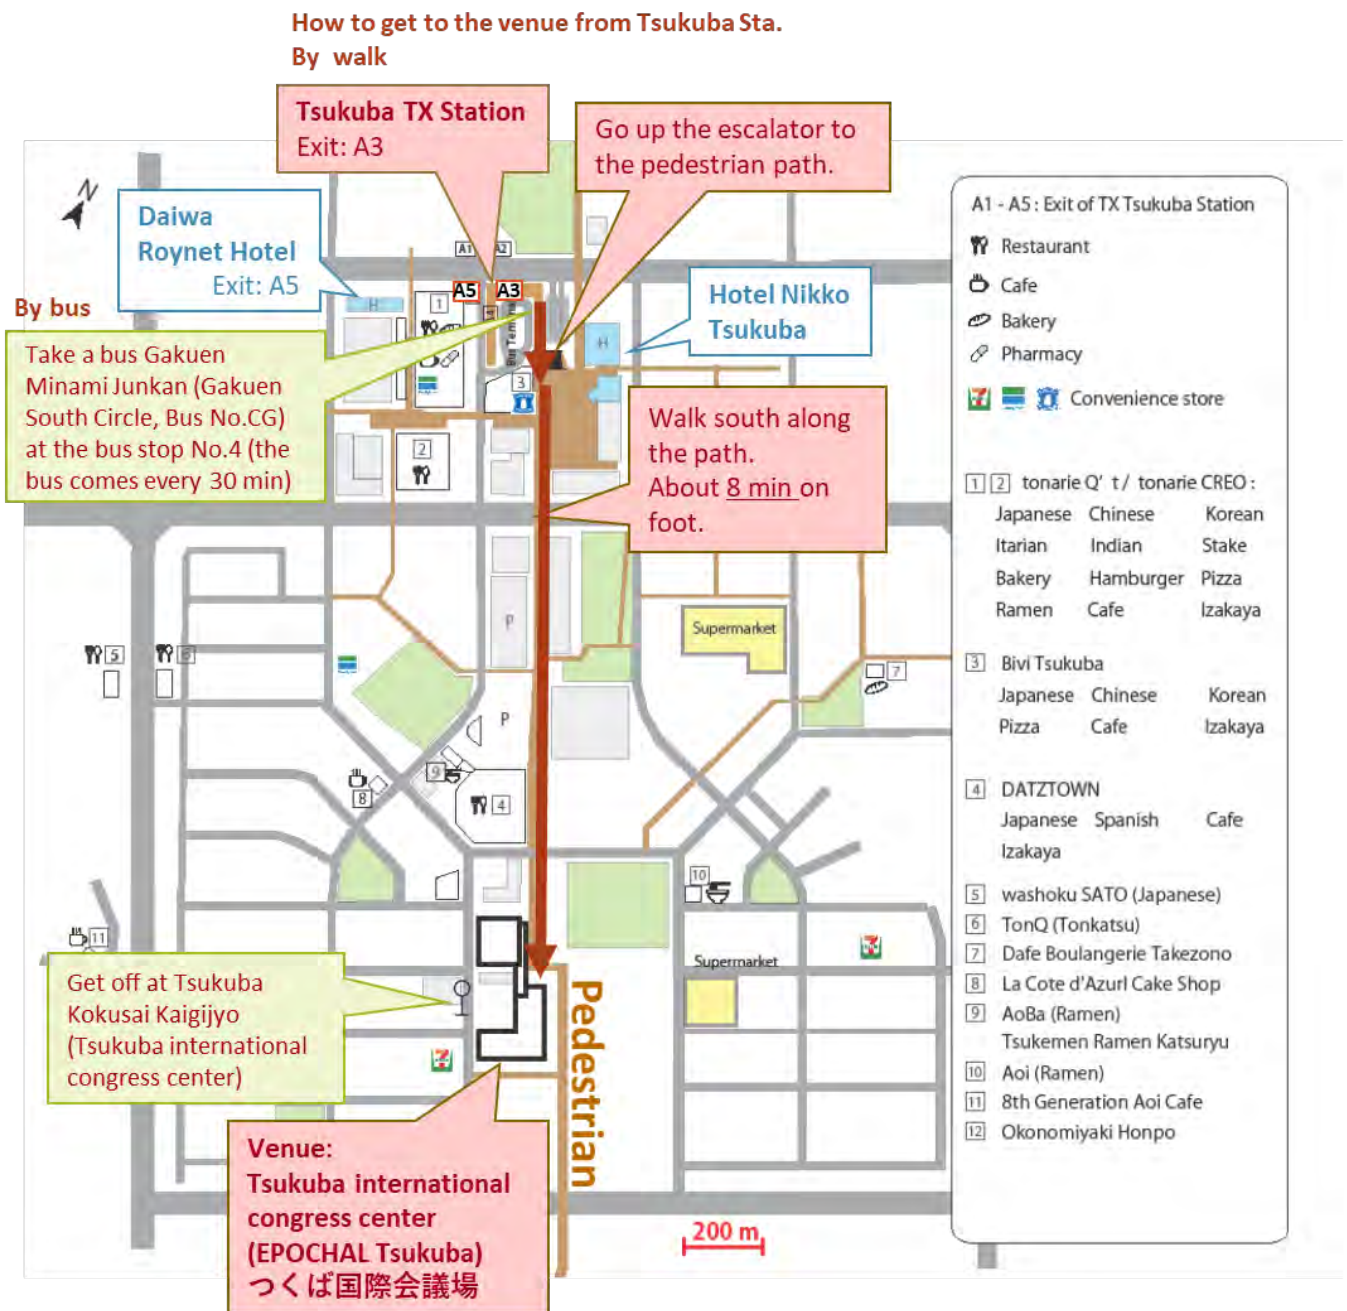 How to get to the venue from Tsukuba Sta.
By walk
Tsukuba TX Station
Exit: A3
Go up the escalator to
the pedestrian path.
N
Daiwa
Roynet Hotel
Exit: A5
A1
A2
A5
A3
H
1
Bus Terminal
H
Hotel Nikko
Tsukuba
By bus
Take a bus Gakuen
Minami Junkan (Gakuen
South Circle, Bus No.CG)
at the bus stop No.4 (the
bus comes every 30 min)
3
2
Walk south along
the path.
About 8 min on
foot.
P
Supermarket
5
6
7
P
9
8
4
10
11
Supermarket
Get off at Tsukuba
Kokusai Kaigijyo
(Tsukuba international
congress center)
Pedestrian
Venue:
Tsukuba international
congress center
(EPOCHAL Tsukuba)
つくば国際会議場
200 m
A1 - A5 : Exit of TX Tsukuba Station
Restaurant
Cafe
Bakery
Pharmacy
Convenience store
1 2 tonarie Q' t / tonarie CREO :
Japanese Chinese Korean
Itarian Indian Stake
Bakery Hamburger Pizza
Ramen Cafe Izakaya
3 Bivi Tsukuba
Japanese Chinese Korean
Pizza Cafe Izakaya
4 DATZTOWN
Japanese Spanish Cafe
Izakaya
5 washoku SATO (Japanese)
6 TonQ (Tonkatsu)
7 Dafe Boulangerie Takezono
8 La Cote d'Azurl Cake Shop
9 AoBa (Ramen)
Tsukemen Ramen Katsuryu
10 Aoi (Ramen)
11 8th Generation Aoi Cafe
12 Okonomiyaki Honpo